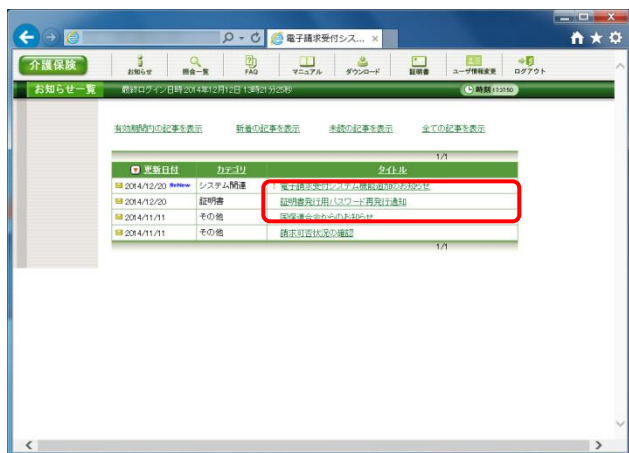 電子請求受付シス... ×
介護保険
お知らせ 照会一覧 FAQ マニュアル ダウンロード 証明書 ユーザ情報変更 ログアウト
お知らせ一覧 最終ログイン日時:2014年12月12日 13時21分25秒 時刻
有効期間内の記事を表示 新着の記事を表示 未読の記事を表示 全ての記事を表示
1/1
更新日付 カテゴリ タイトル
2014/12/20 ReNew システム関連 ! 電子請求受付システム機能追加のお知らせ
2014/12/20 証明書 証明書発行用パスワード再発行通知
2014/11/11 その他 国保連合会からのお知らせ
2014/11/11 その他 請求可否状況の確認
1/1